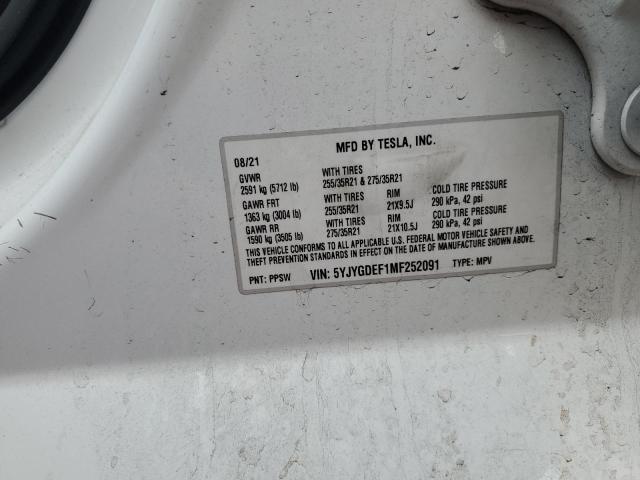 MFD BY TESLA, INC.
08/21
GVWR WITH TIRES
2591 kg (5712 lb) 255/35R21 & 275/35R21
GAWR FRT WITH TIRES RIM COLD TIRE PRESSURE
1363 kg (3004 lb) 255/35R21 21X9.5J 290 kPa, 42 psi
GAWR RR WITH TIRES RIM COLD TIRE PRESSURE
1590 kg (3505 lb) 275/35R21 21X10.5J 290 kPa, 42 psi
THIS VEHICLE CONFORMS TO ALL APPLICABLE U.S. FEDERAL MOTOR VEHICLE SAFETY AND
THEFT PREVENTION STANDARDS IN EFFECT ON THE DATE OF MANUFACTURE SHOWN ABOVE.
PNT: PPSW VIN: 5YJYGDEF1MF252091 TYPE: MPV